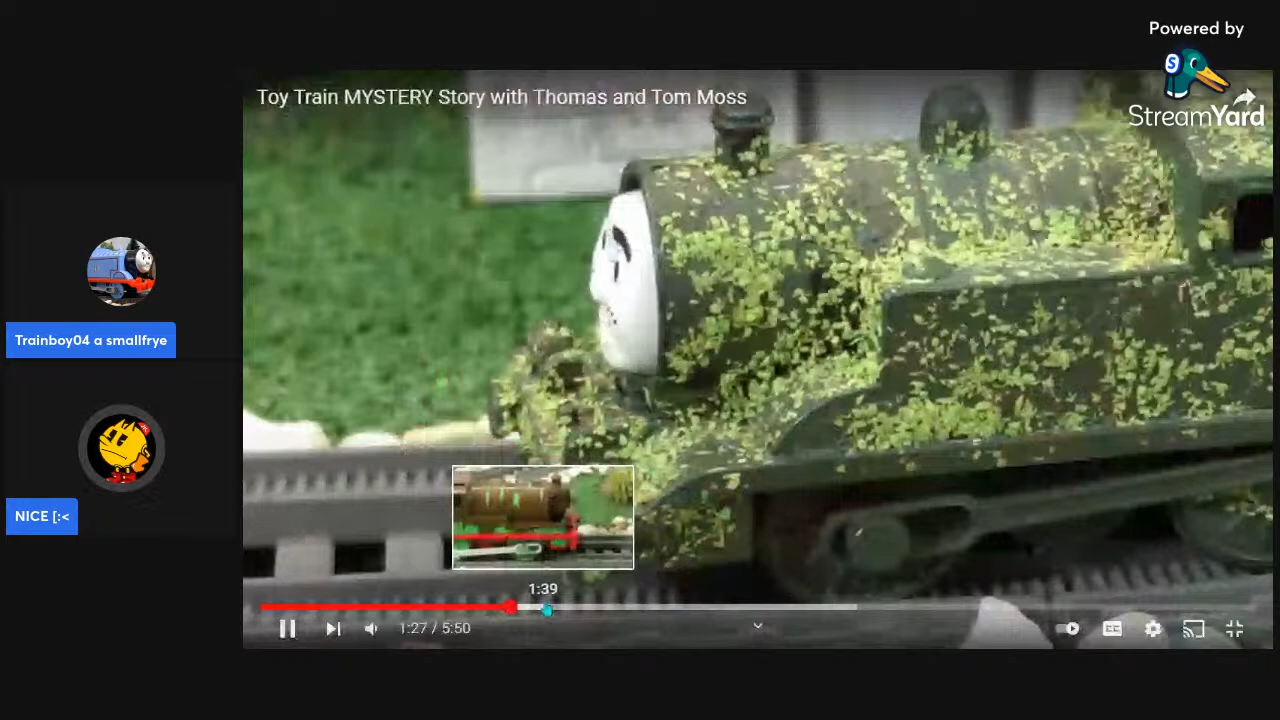 Powered by
StreamYard
Toy Train MYSTERY Story with Thomas and Tom Moss
Trainboy04 a smallfrye
NICE [:<
1:39
1:27 / 5:50
CC